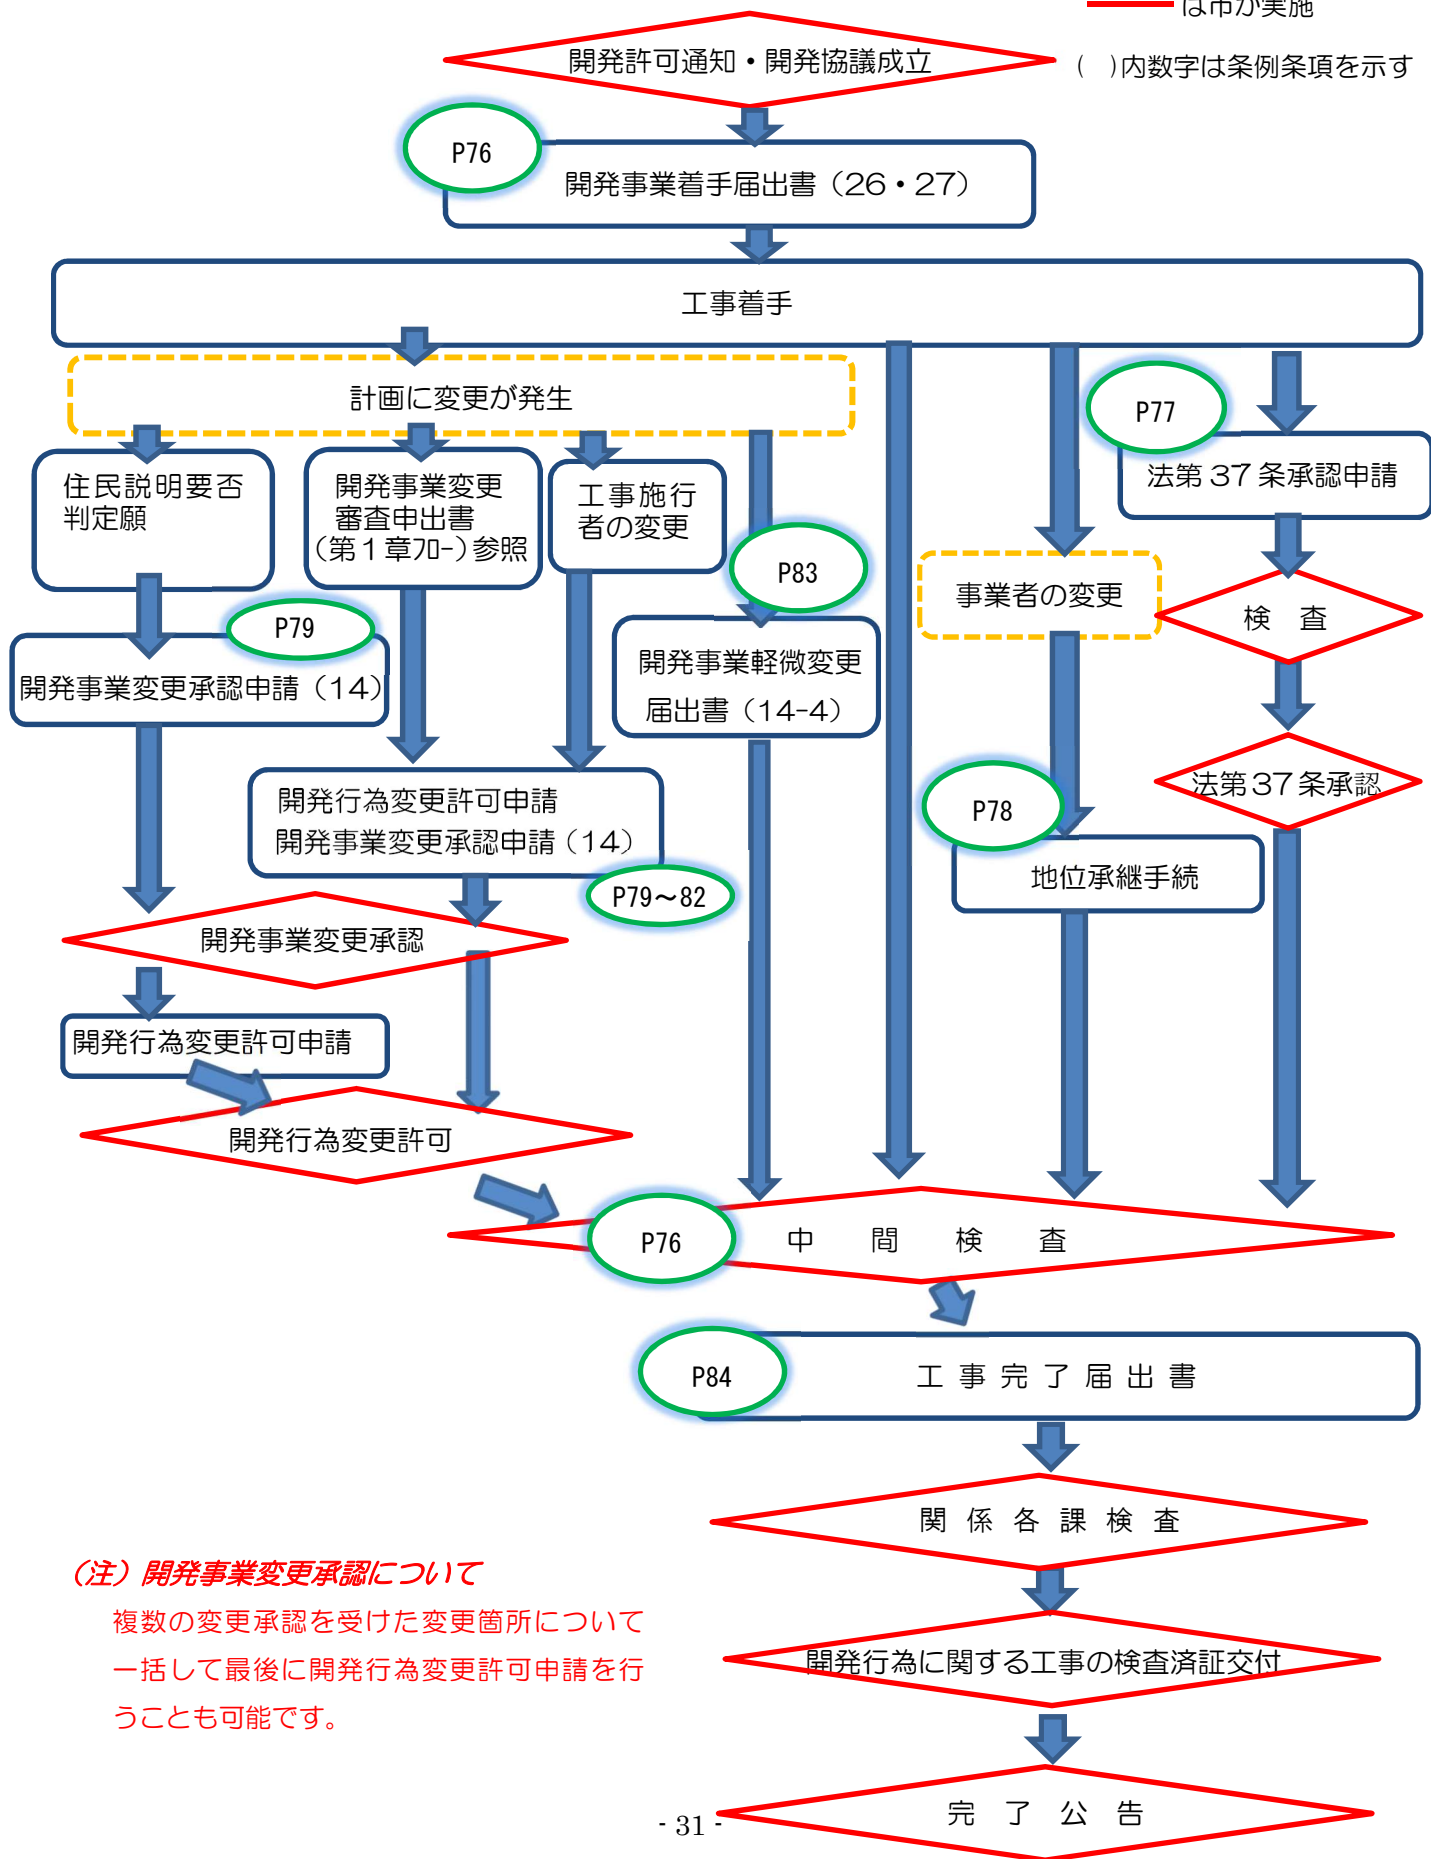 は市が実施
開発許可通知・開発協議成立
( )内数字は条例条項を示す
P76
開発事業着手届出書(26・27)
工事着手
計画に変更が発生
P77
法第37条承認申請
住民説明要否
判定願
開発事業変更
審査申出書
(第1章フロー)参照
工事施行
者の変更
P83
事業者の変更
検 査
P79
開発事業変更承認申請(14)
開発事業軽微変更
届出書(14-4)
法第37条承認
開発行為変更許可申請
開発事業変更承認申請(14)
P79～82
P78
地位承継手続
開発事業変更承認
開発行為変更許可申請
開発行為変更許可
P76
中 間 検 査
P84
工事完了届出書
関係各課検査
(注)開発事業変更承認について
複数の変更承認を受けた変更箇所について
一括して最後に開発行為変更許可申請を行
うことも可能です。
開発行為に関する工事の検査済証交付
完了公告
- 31 -